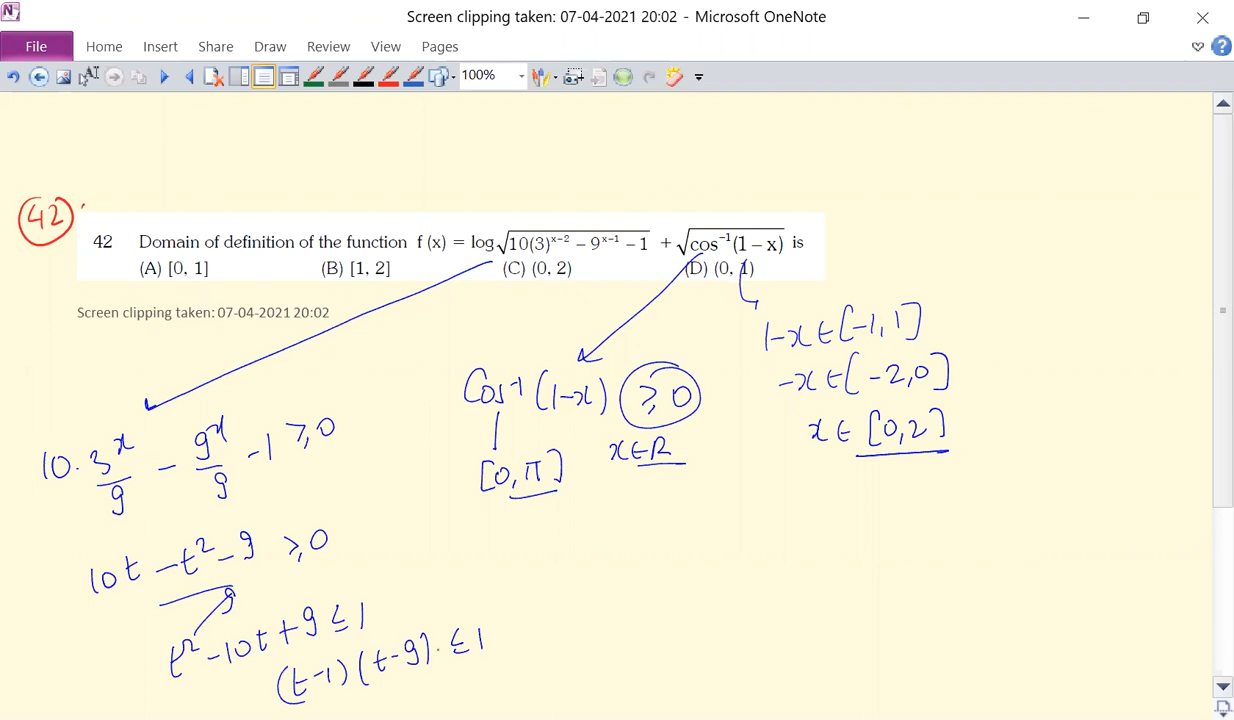 Screen clipping taken: 07-04-2021 20:02 - Microsoft OneNote
File Home Insert Share Draw Review View Pages
100%
42
42 Domain of definition of the function f (x) = log√(10(3)^(x−2) − 9^(x−1) − 1) + √(cos⁻¹(1 − x)) is
(A) [0, 1] (B) [1, 2] (C) (0, 2) (D) (0, 1)
Screen clipping taken: 07-04-2021 20:02
1-x ∈ [-1, 1]
-x ∈ [-2, 0]
x ∈ [0, 2]
Cos⁻¹ (1-x) ≥ 0
x ∈ R
[0, π]
10. 3^x/9 - 9^x/9 - 1 ≥ 0
10t - t² - 9 ≥ 0
9
t² - 10t + 9 ≤ 1
(t-1) (t-9) ≤ 1